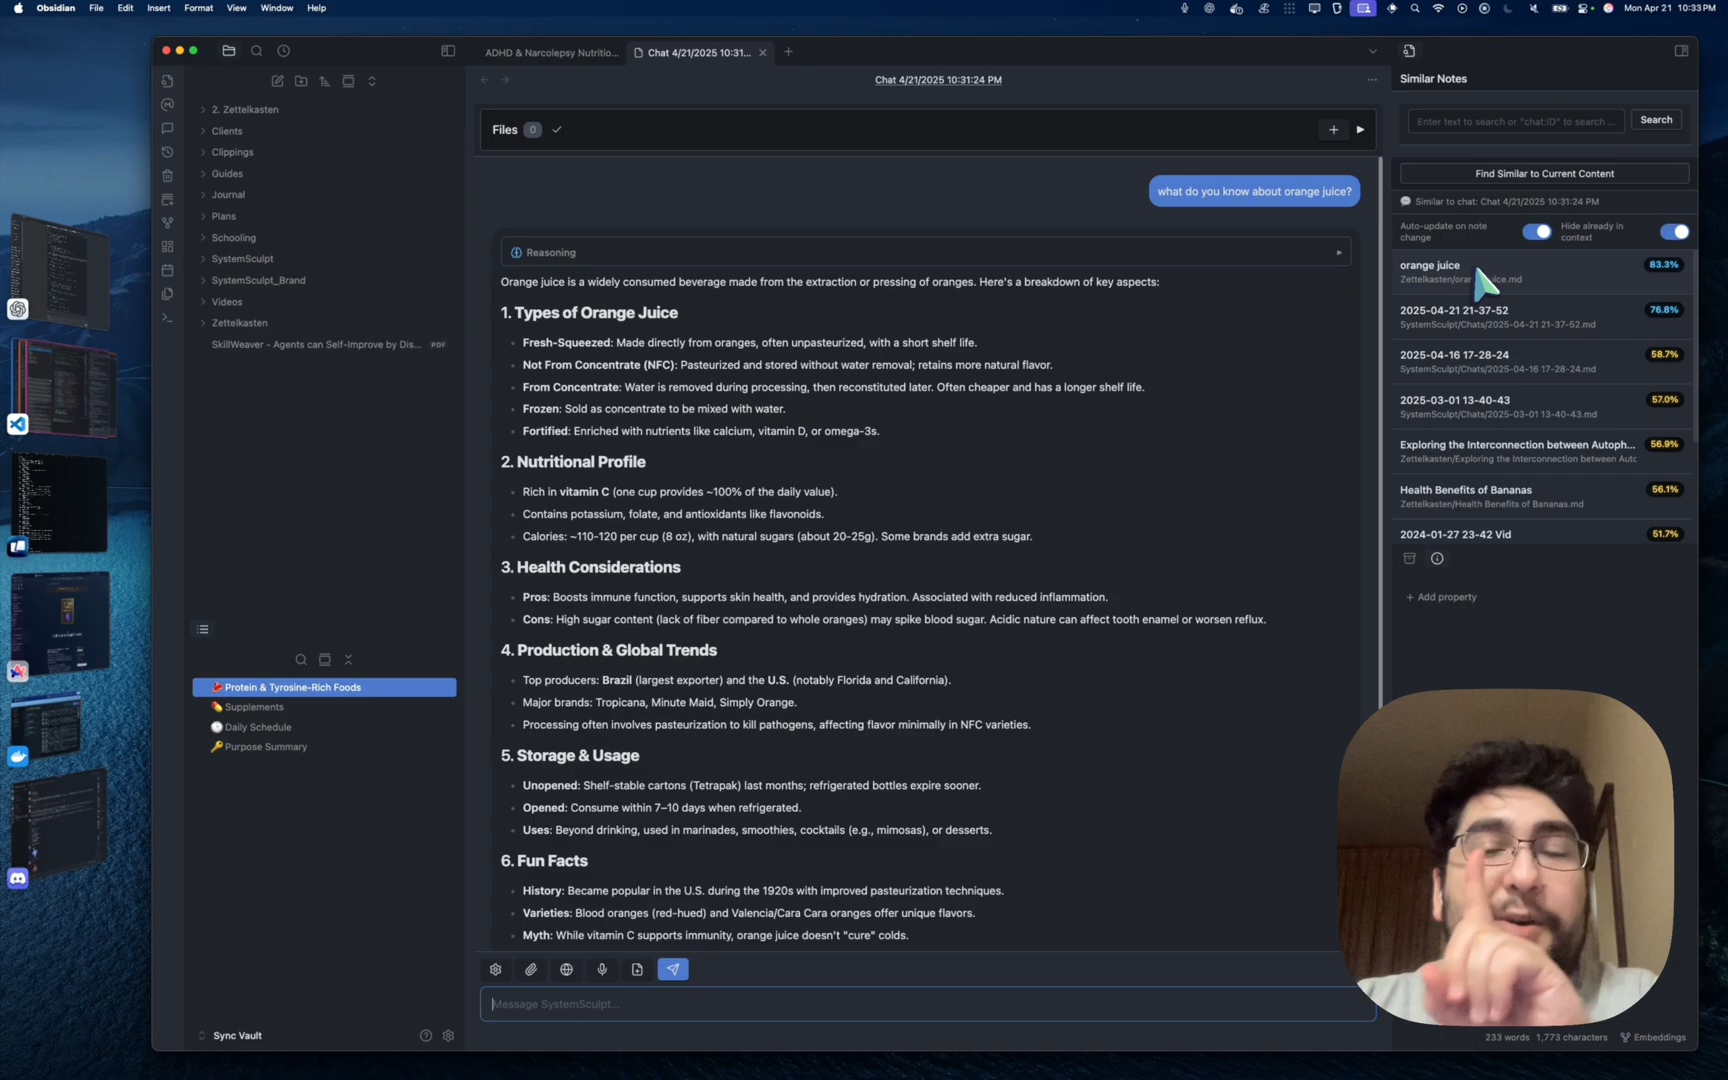 Obsidian File Edit Insert Format View Window Help
Mon Apr 21 10:33 PM
ADHD & Narcolepsy Nutritio...
Chat 4/21/2025 10:31...
Chat 4/21/2025 10:31:24 PM
2. Zettelkasten
Clients
Clippings
Guides
Journal
Plans
Schooling
SystemSculpt
SystemSculpt_Brand
Videos
Zettelkasten
SkillWeaver - Agents can Self-Improve by Dis... PDF
Protein & Tyrosine-Rich Foods
Supplements
Daily Schedule
Purpose Summary
Sync Vault
Files 0
what do you know about orange juice?
Reasoning
Orange juice is a widely consumed beverage made from the extraction or pressing of oranges. Here's a breakdown of key aspects:
1. Types of Orange Juice
Fresh-Squeezed: Made directly from oranges, often unpasteurized, with a short shelf life.
Not From Concentrate (NFC): Pasteurized and stored without water removal; retains more natural flavor.
From Concentrate: Water is removed during processing, then reconstituted later. Often cheaper and has a longer shelf life.
Frozen: Sold as concentrate to be mixed with water.
Fortified: Enriched with nutrients like calcium, vitamin D, or omega-3s.
2. Nutritional Profile
Rich in vitamin C (one cup provides ~100% of the daily value).
Contains potassium, folate, and antioxidants like flavonoids.
Calories: ~110-120 per cup (8 oz), with natural sugars (about 20-25g). Some brands add extra sugar.
3. Health Considerations
Pros: Boosts immune function, supports skin health, and provides hydration. Associated with reduced inflammation.
Cons: High sugar content (lack of fiber compared to whole oranges) may spike blood sugar. Acidic nature can affect tooth enamel or worsen reflux.
4. Production & Global Trends
Top producers: Brazil (largest exporter) and the U.S. (notably Florida and California).
Major brands: Tropicana, Minute Maid, Simply Orange.
Processing often involves pasteurization to kill pathogens, affecting flavor minimally in NFC varieties.
5. Storage & Usage
Unopened: Shelf-stable cartons (Tetrapak) last months; refrigerated bottles expire sooner.
Opened: Consume within 7–10 days when refrigerated.
Uses: Beyond drinking, used in marinades, smoothies, cocktails (e.g., mimosas), or desserts.
6. Fun Facts
History: Became popular in the U.S. during the 1920s with improved pasteurization techniques.
Varieties: Blood oranges (red-hued) and Valencia/Cara Cara oranges offer unique flavors.
Myth: While vitamin C supports immunity, orange juice doesn't "cure" colds.
Message SystemSculpt...
Similar Notes
Enter text to search or "chat:ID" to search ...
Search
Find Similar to Current Content
Similar to chat: Chat 4/21/2025 10:31:24 PM
Auto-update on note change
Hide already in context
orange juice 83.3%
2025-04-21 21-37-52 76.8%
SystemSculpt/Chats/2025-04-21 21-37-52.md
2025-04-16 17-28-24 58.7%
SystemSculpt/Chats/2025-04-16 17-28-24.md
2025-03-01 13-40-43 57.0%
SystemSculpt/Chats/2025-03-01 13-40-43.md
Exploring the Interconnection between Autoph... 56.9%
Zettelkasten/Exploring the Interconnection between Autc
Health Benefits of Bananas 56.1%
Zettelkasten/Health Benefits of Bananas.md
2024-01-27 23-42 Vid 51.7%
+ Add property
233 words 1,773 characters Embeddings